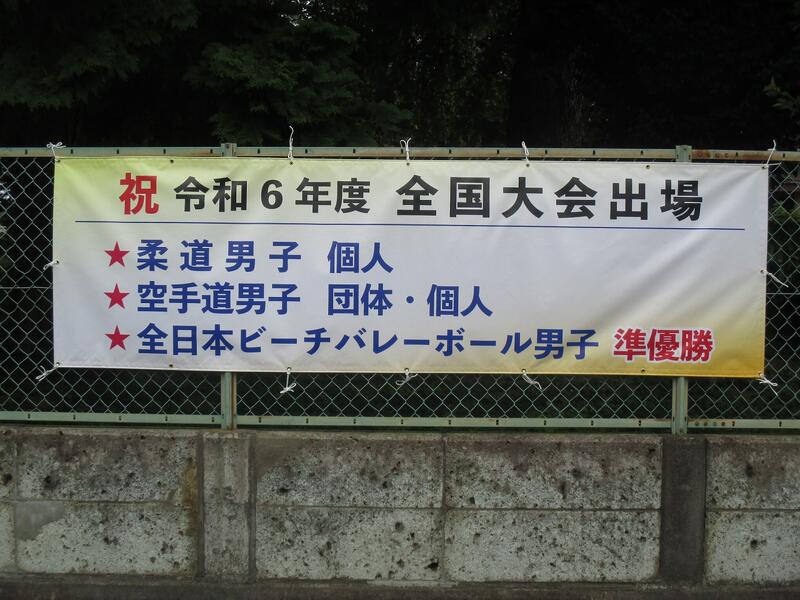 祝 令和6年度 全国大会出場
★柔道男子 個人
★空手道男子 団体・個人
★全日本ビーチバレーボール男子 準優勝